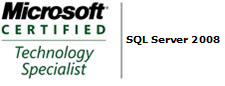 Microsoft
CERTIFIED
Technology
Specialist
SQL Server 2008